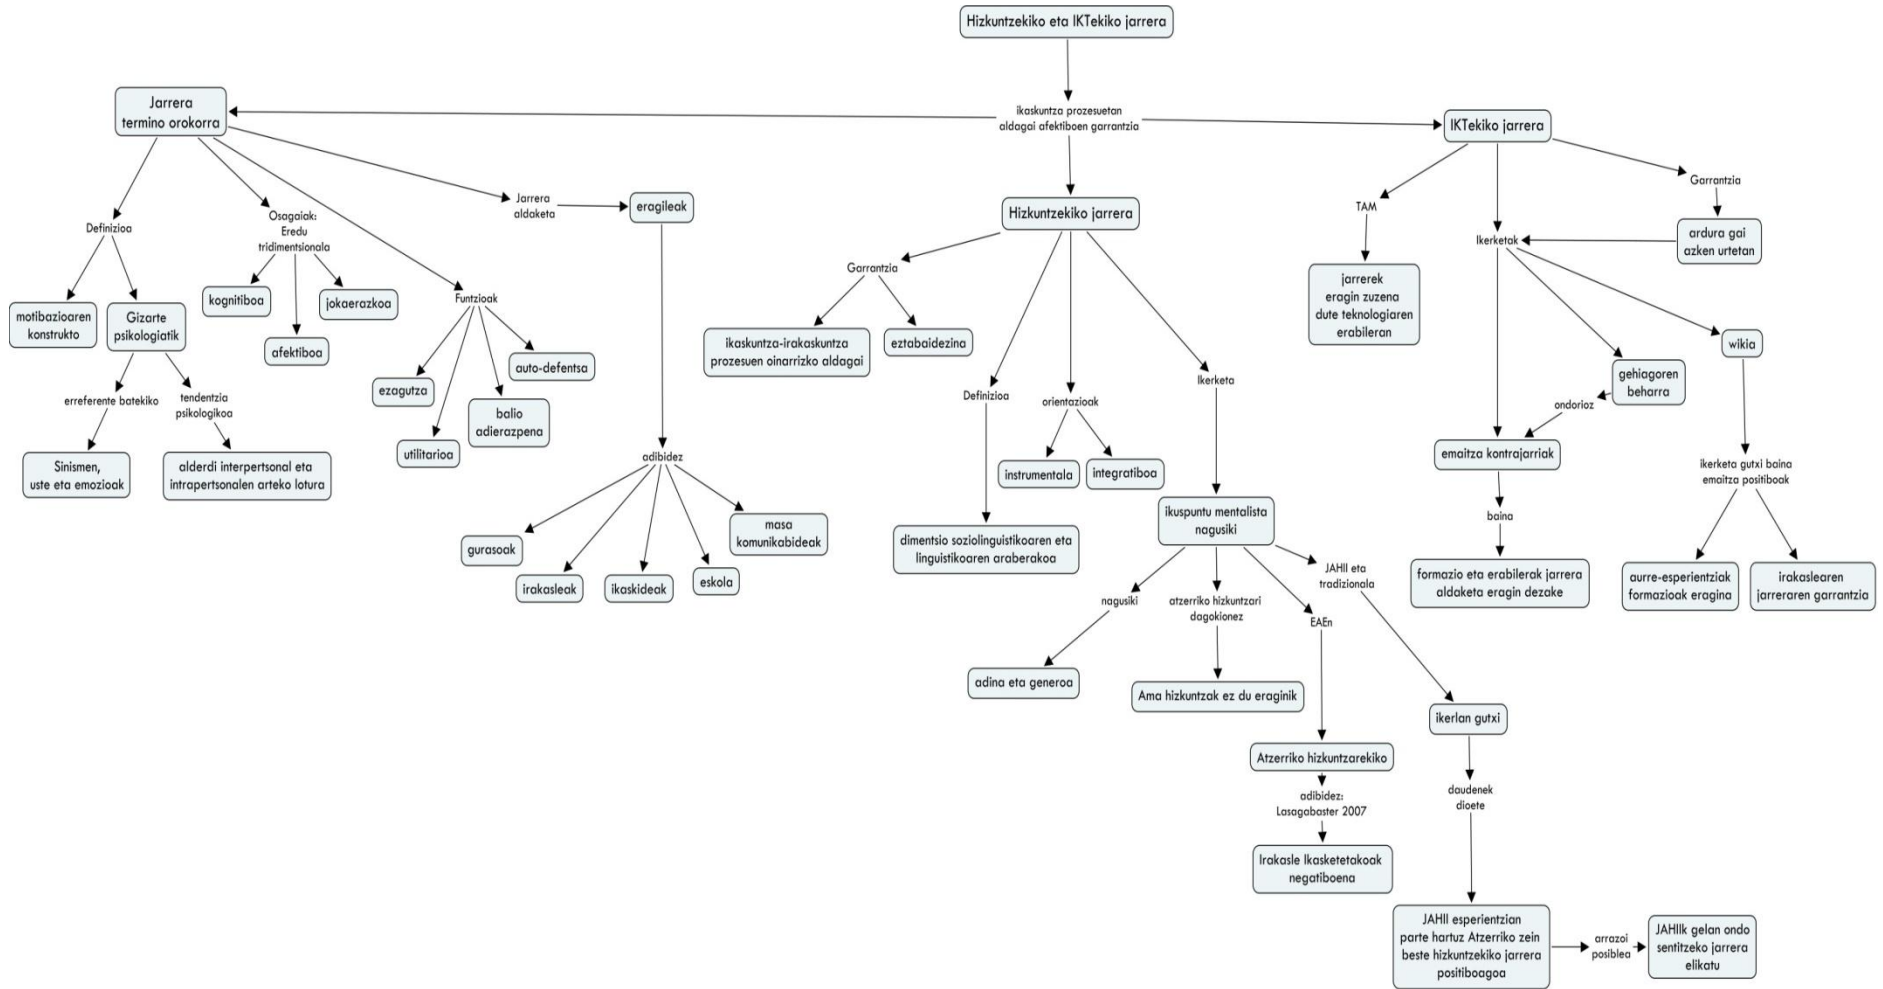 Hizkuntzekiko eta IKTekiko jarrera
ikaskuntza prozesuetan
aldagai afektiboen garrantzia
Jarrera
termino orokorra
Definizioa
motibazioaren
konstrukto
Gizarte
psikologiatik
erreferente batekiko
Sinismen,
uste eta emozioak
tendentzia
psikologikoa
alderdi interpertsonal eta
intrapertsonalen arteko lotura
Osagaiak:
Eredu
tridimentsionala
kognitiboa
afektiboa
jokaerazkoa
Funtzioak
ezagutza
utilitarioa
balio
adierazpena
auto-defentsa
Jarrera
aldaketa
eragileak
adibidez
gurasoak
irakasleak
ikaskideak
eskola
masa
komunikabideak
Hizkuntzekiko jarrera
Garrantzia
ikaskuntza-irakaskuntza
prozesuen oinarrizko aldagai
eztabaidezina
Definizioa
dimentsio soziolinguistikoaren eta
linguistikoaren araberakoa
orientazioak
instrumentala
integratiboa
Ikerketa
ikuspuntu mentalista
nagusiki
nagusiki
adina eta generoa
atzerriko hizkuntzari
dagokionez
Ama hizkuntzak ez du eraginik
EAEn
Atzerriko hizkuntzarekiko
adibidez:
Lasagabaster 2007
Irakasle Ikasketetakoak
negatiboena
JAHII eta
tradizionala
ikerlan gutxi
daudenek
diote
JAHII esperientzian
parte hartuz Atzerriko zein
beste hizkuntzekiko jarrera
positiboagoa
arrazoi
posiblea
JAHIIk gelan ondo
sentitzeko jarrera
elikatu
IKTekiko jarrera
TAM
jarrerek
eragin zuzena
dute teknologiaren
erabileran
Ikerketak
Garrantzia
ardura gai
azken urtetan
gehiagoren
beharra
ondorioz
emaitza kontrajarriak
baina
formazio eta erabilerak jarrera
aldaketa eragin dezake
wikia
ikerketa gutxi baina
emaitza positiboak
aurre-esperientziak
formazioak eragina
irakaslearen
jarreraren garrantzia